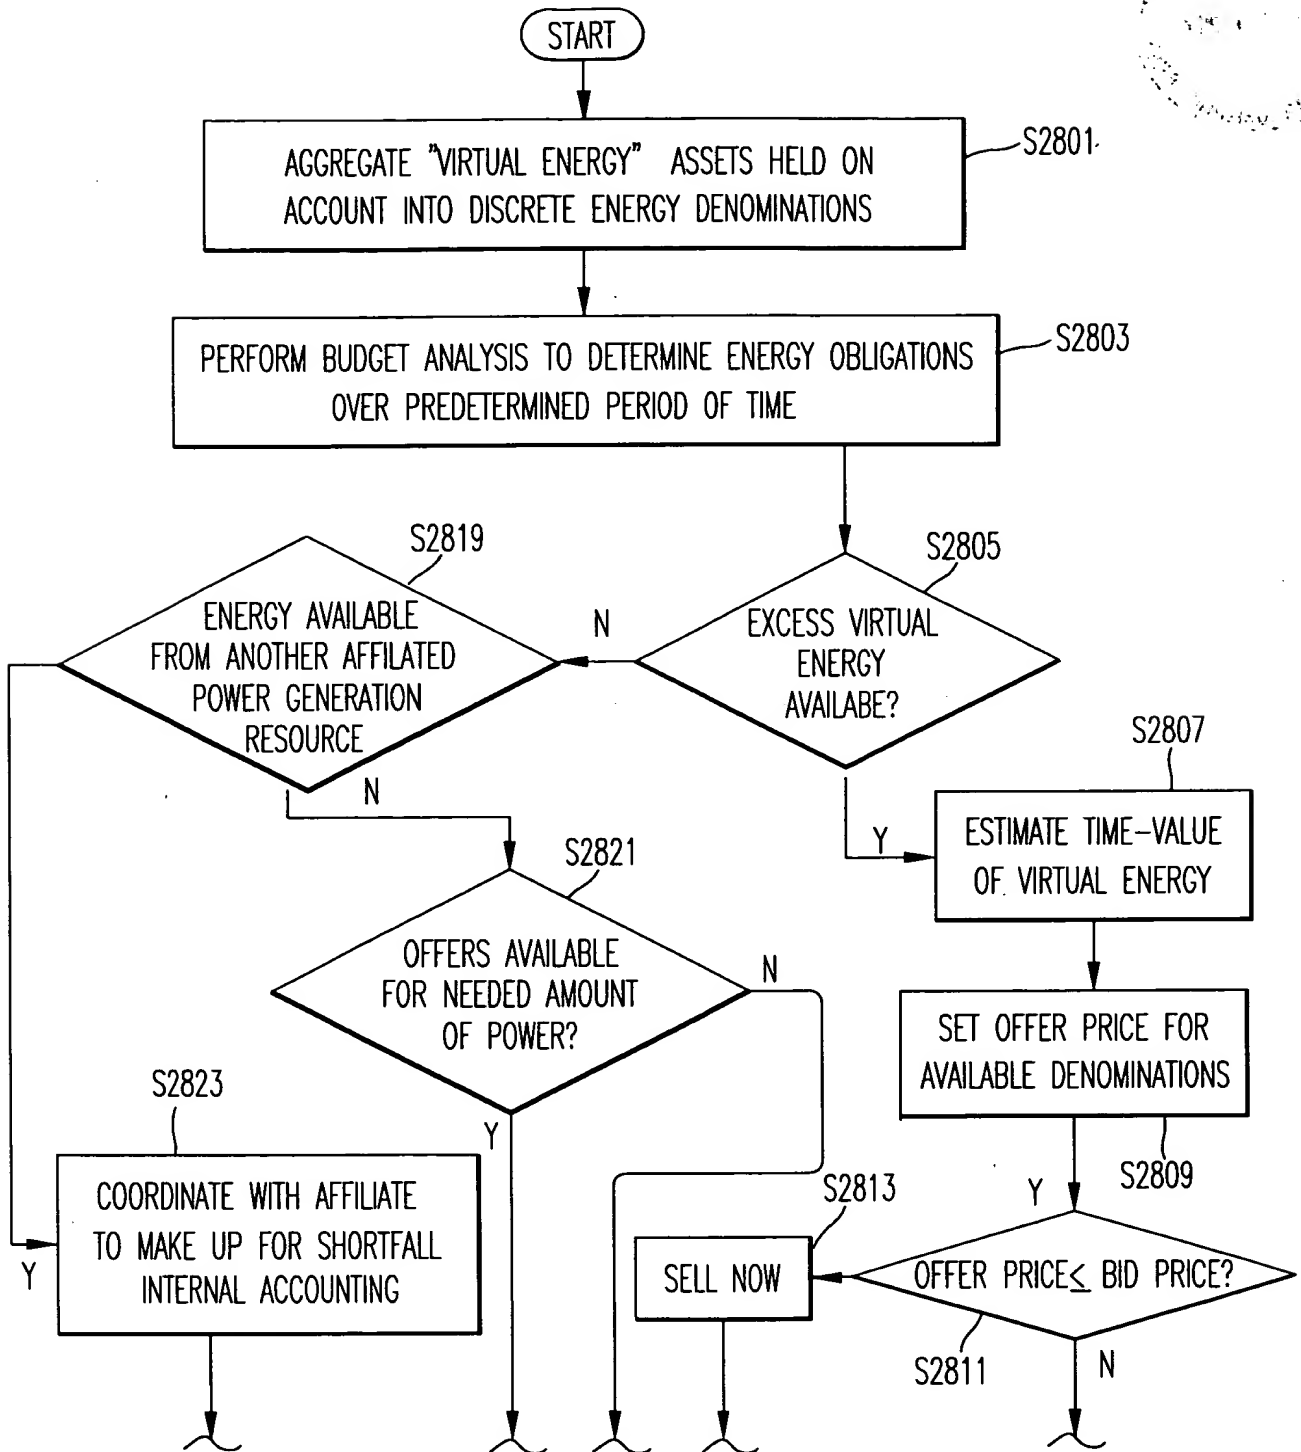 START
AGGREGATE "VIRTUAL ENERGY" ASSETS HELD ON
ACCOUNT INTO DISCRETE ENERGY DENOMINATIONS
S2801
PERFORM BUDGET ANALYSIS TO DETERMINE ENERGY OBLIGATIONS
OVER PREDETERMINED PERIOD OF TIME
S2803
S2819
ENERGY AVAILABLE
FROM ANOTHER AFFILATED
POWER GENERATION
RESOURCE
N
S2805
EXCESS VIRTUAL
ENERGY
AVAILABE?
N
Y
S2807
ESTIMATE TIME-VALUE
OF VIRTUAL ENERGY
S2821
OFFERS AVAILABLE
FOR NEEDED AMOUNT
OF POWER?
N
Y
SET OFFER PRICE FOR
AVAILABLE DENOMINATIONS
S2809
S2823
COORDINATE WITH AFFILIATE
TO MAKE UP FOR SHORTFALL
INTERNAL ACCOUNTING
Y
S2813
SELL NOW
Y
OFFER PRICE≤ BID PRICE?
S2811
N